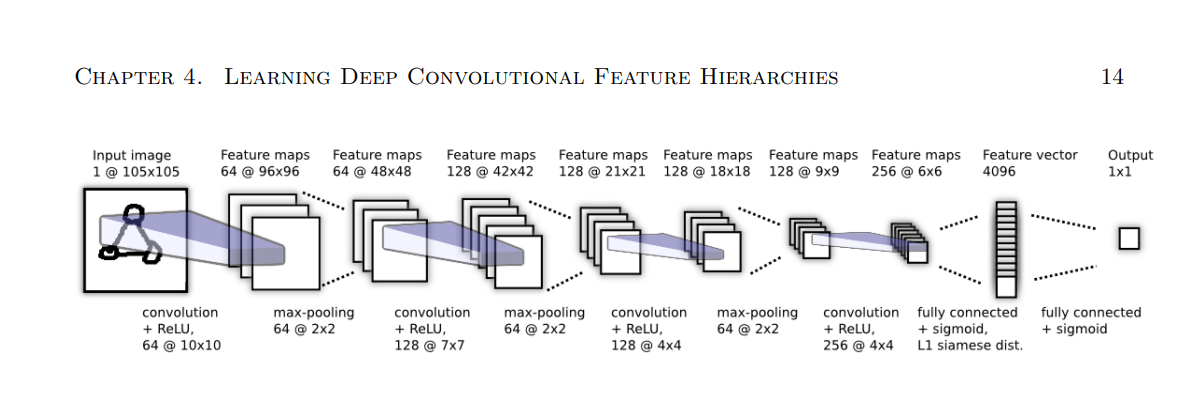 CHAPTER 4. LEARNING DEEP CONVOLUTIONAL FEATURE HIERARCHIES 14
Input image
1 @ 105x105
Feature maps
64 @ 96x96
Feature maps
64 @ 48x48
Feature maps
128 @ 42x42
Feature maps
128 @ 21x21
Feature maps
128 @ 18x18
Feature maps
128 @ 9x9
Feature maps
256 @ 6x6
Feature vector
4096
Output
1x1
convolution
+ ReLU,
64 @ 10x10
max-pooling
64 @ 2x2
convolution
+ ReLU,
128 @ 7x7
max-pooling
64 @ 2x2
convolution
+ ReLU,
128 @ 4x4
max-pooling
64 @ 2x2
convolution
+ ReLU,
256 @ 4x4
fully connected
+ sigmoid,
L1 siamese dist.
fully connected
+ sigmoid